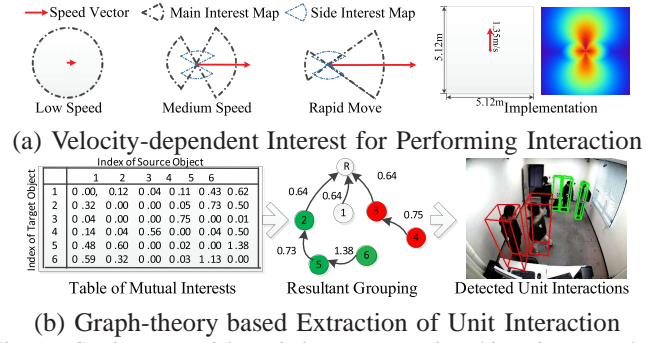 Speed Vector Main Interest Map Side Interest Map
Low Speed Medium Speed Rapid Move Implementation
5.12m
1.35m/s
5.12m
(a) Velocity-dependent Interest for Performing Interaction
Index of Source Object
Index of Target Object
1 2 3 4 5 6
1 0.00, 0.12 0.04 0.11 0.43 0.62
2 0.32 0.00 0.00 0.05 0.73 0.50
3 0.04 0.00 0.00 0.75 0.00 0.01
4 0.14 0.04 0.56 0.00 0.04 0.50
5 0.48 0.60 0.00 0.02 0.00 1.38
6 0.59 0.32 0.00 0.03 1.13 0.00
R
0.64
0.64
0.64
2
1
3
0.75
4
0.73
1.38
5
6
Table of Mutual Interests Resultant Grouping Detected Unit Interactions
(b) Graph-theory based Extraction of Unit Interaction